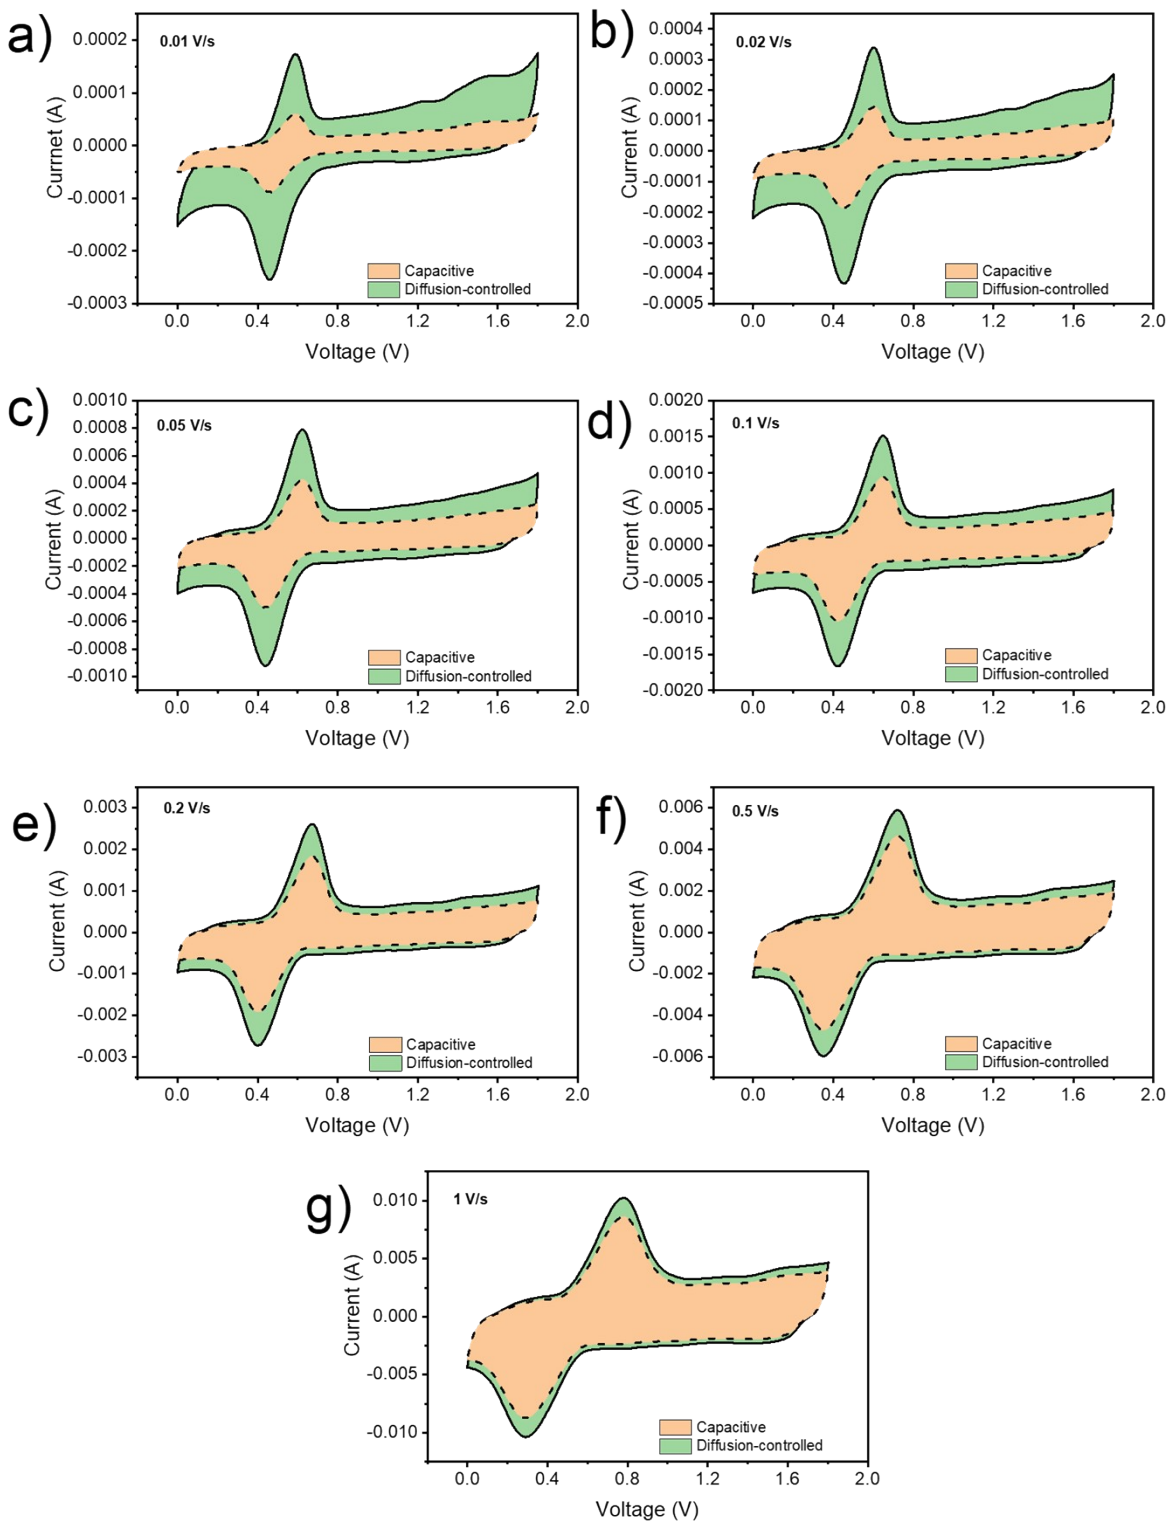 a)
0.01 V/s
0.0002
0.0001
0.0000
-0.0001
-0.0002
-0.0003
Currnet (A)
Capacitive
Diffusion-controlled
0.0 0.4 0.8 1.2 1.6 2.0
Voltage (V)
b)
0.02 V/s
0.0004
0.0003
0.0002
0.0001
0.0000
-0.0001
-0.0002
-0.0003
-0.0004
-0.0005
Current (A)
Capacitive
Diffusion-controlled
0.0 0.4 0.8 1.2 1.6 2.0
Voltage (V)
c)
0.05 V/s
0.0010
0.0008
0.0006
0.0004
0.0002
0.0000
-0.0002
-0.0004
-0.0006
-0.0008
-0.0010
Current (A)
Capacitive
Diffusion-controlled
0.0 0.4 0.8 1.2 1.6 2.0
Voltage (V)
d)
0.1 V/s
0.0020
0.0015
0.0010
0.0005
0.0000
-0.0005
-0.0010
-0.0015
-0.0020
Current (A)
Capacitive
Diffusion-controlled
0.0 0.4 0.8 1.2 1.6 2.0
Voltage (V)
e)
0.2 V/s
0.003
0.002
0.001
0.000
-0.001
-0.002
-0.003
Current (A)
Capacitive
Diffusion-controlled
0.0 0.4 0.8 1.2 1.6 2.0
Voltage (V)
f)
0.5 V/s
0.006
0.004
0.002
0.000
-0.002
-0.004
-0.006
Current (A)
Capacitive
Diffusion-controlled
0.0 0.4 0.8 1.2 1.6 2.0
Voltage (V)
g)
1 V/s
0.010
0.005
0.000
-0.005
-0.010
Current (A)
Capacitive
Diffusion-controlled
0.0 0.4 0.8 1.2 1.6 2.0
Voltage (V)